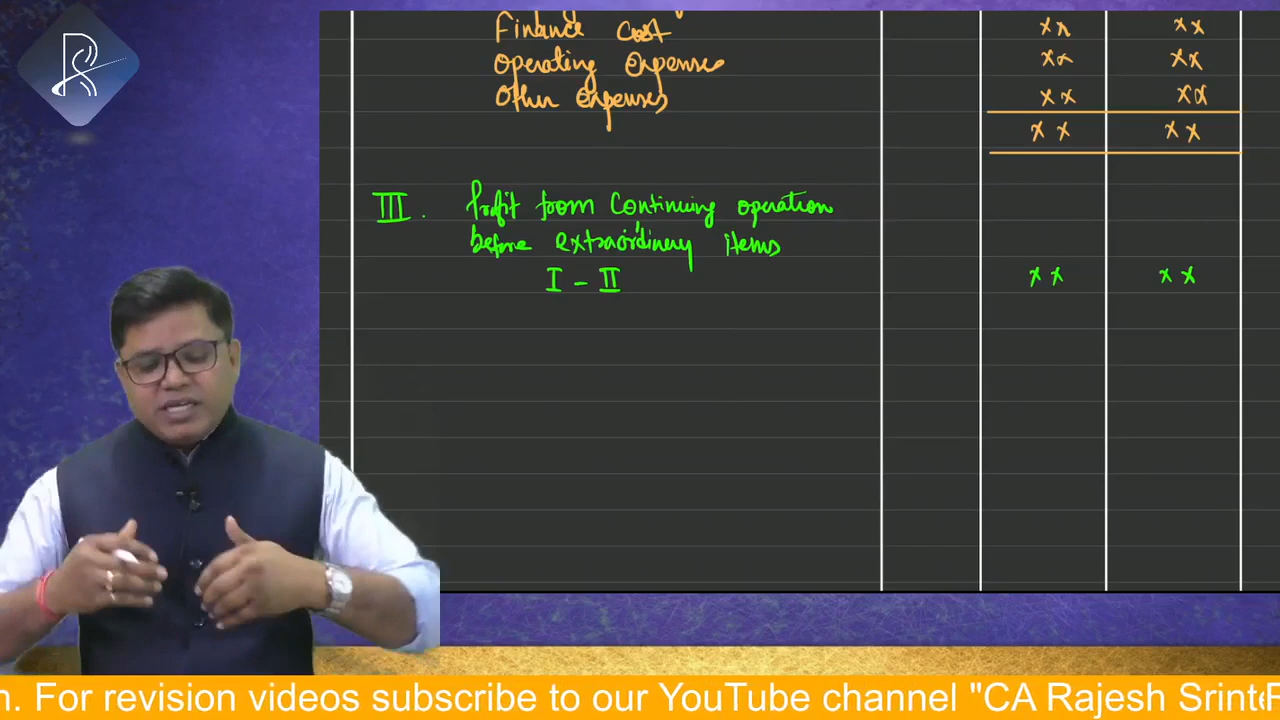 Finance Cost xx xx
Operating Expenses xx xx
Other Expenses xx xx
xx xx
III. Profit from Continuing operation
before extraordinary items
I - II xx xx
n. For revision videos subscribe to our YouTube channel "CA Rajesh Srint